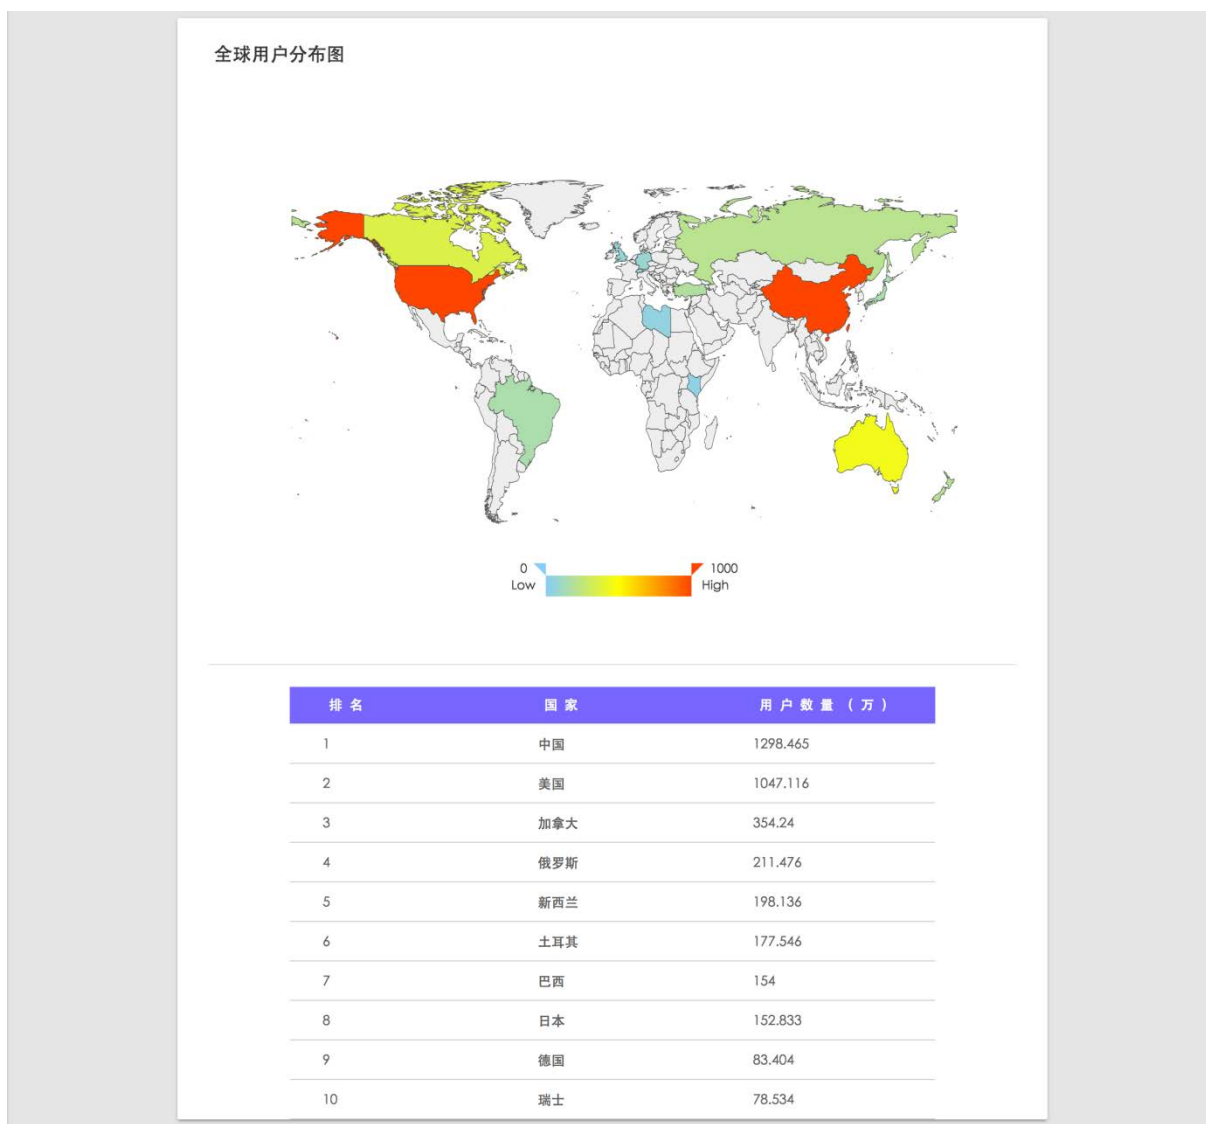 全球用户分布图
0 1000
Low High
排名 国家 用户数量（万）
1 中国 1298.465
2 美国 1047.116
3 加拿大 354.24
4 俄罗斯 211.476
5 新西兰 198.136
6 土耳其 177.546
7 巴西 154
8 日本 152.833
9 德国 83.404
10 瑞士 78.534